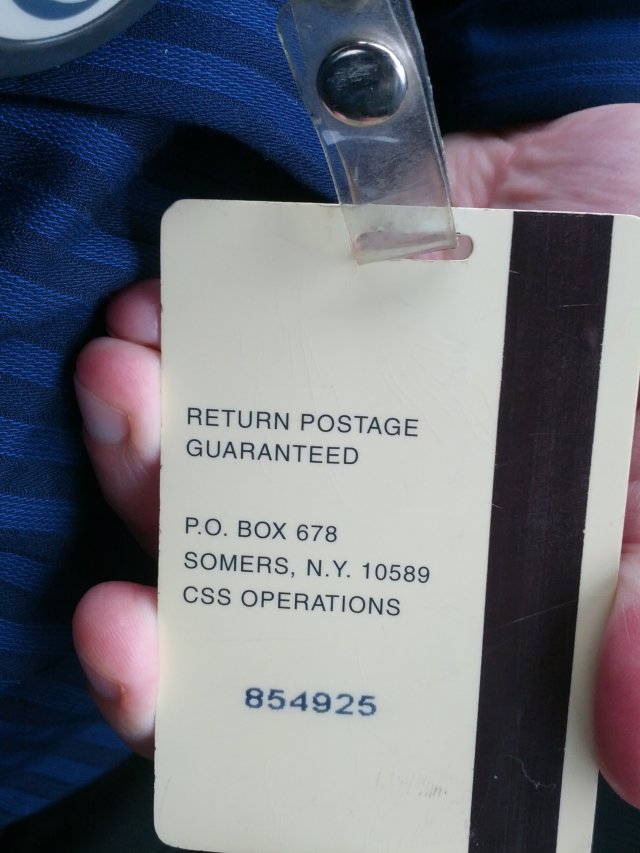 RETURN POSTAGE
GUARANTEED
P.O. BOX 678
SOMERS, N.Y. 10589
CSS OPERATIONS
854925